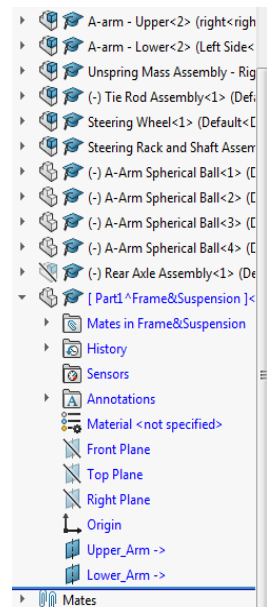 A-arm - Upper<2> (right<righ
A-arm - Lower<2> (Left Side<
Unspring Mass Assembly - Rig
(-) Tie Rod Assembly<1> (Defa
Steering Wheel<1> (Default<D
Steering Rack and Shaft Assem
(-) A-Arm Spherical Ball<1> (D
(-) A-Arm Spherical Ball<2> (D
(-) A-Arm Spherical Ball<3> (D
(-) A-Arm Spherical Ball<4> (D
(-) Rear Axle Assembly<1> (De
[ Part1^Frame&Suspension ]<
Mates in Frame&Suspension
History
Sensors
A Annotations
Material <not specified>
Front Plane
Top Plane
Right Plane
Origin
Upper_Arm ->
Lower_Arm ->
Mates